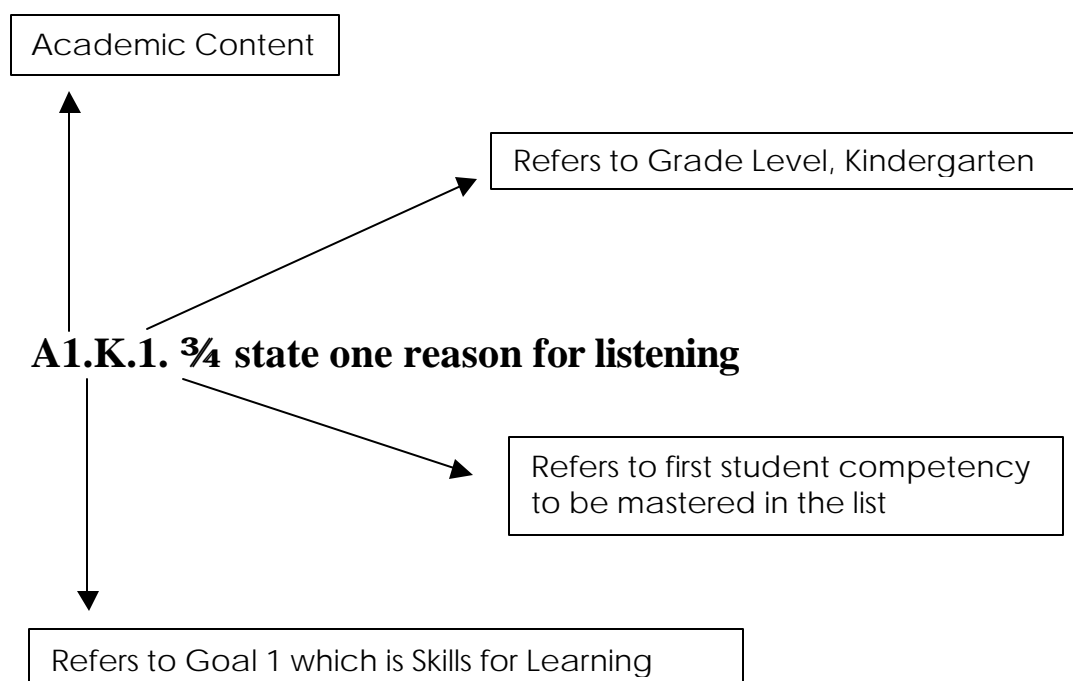 Academic Content
Refers to Grade Level, Kindergarten
A1.K.1. ¾ state one reason for listening
Refers to first student competency
to be mastered in the list
Refers to Goal 1 which is Skills for Learning